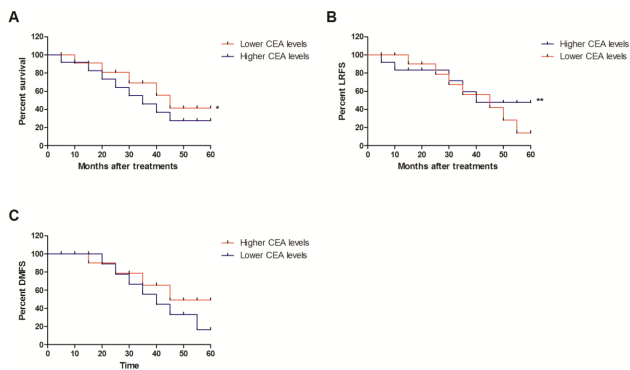 A
120
100
80
60
40
20
0
Percent survival
0 10 20 30 40 50 60
Months after treatments
Lower CEA levels
Higher CEA levels
*
B
120
100
80
60
40
20
0
Percent LRFS
0 10 20 30 40 50 60
Months after treatments
Higher CEA levels
Lower CEA levels
**
C
120
100
80
60
40
20
0
Percent DMFS
0 10 20 30 40 50 60
Time
Higher CEA levels
Lower CEA levels